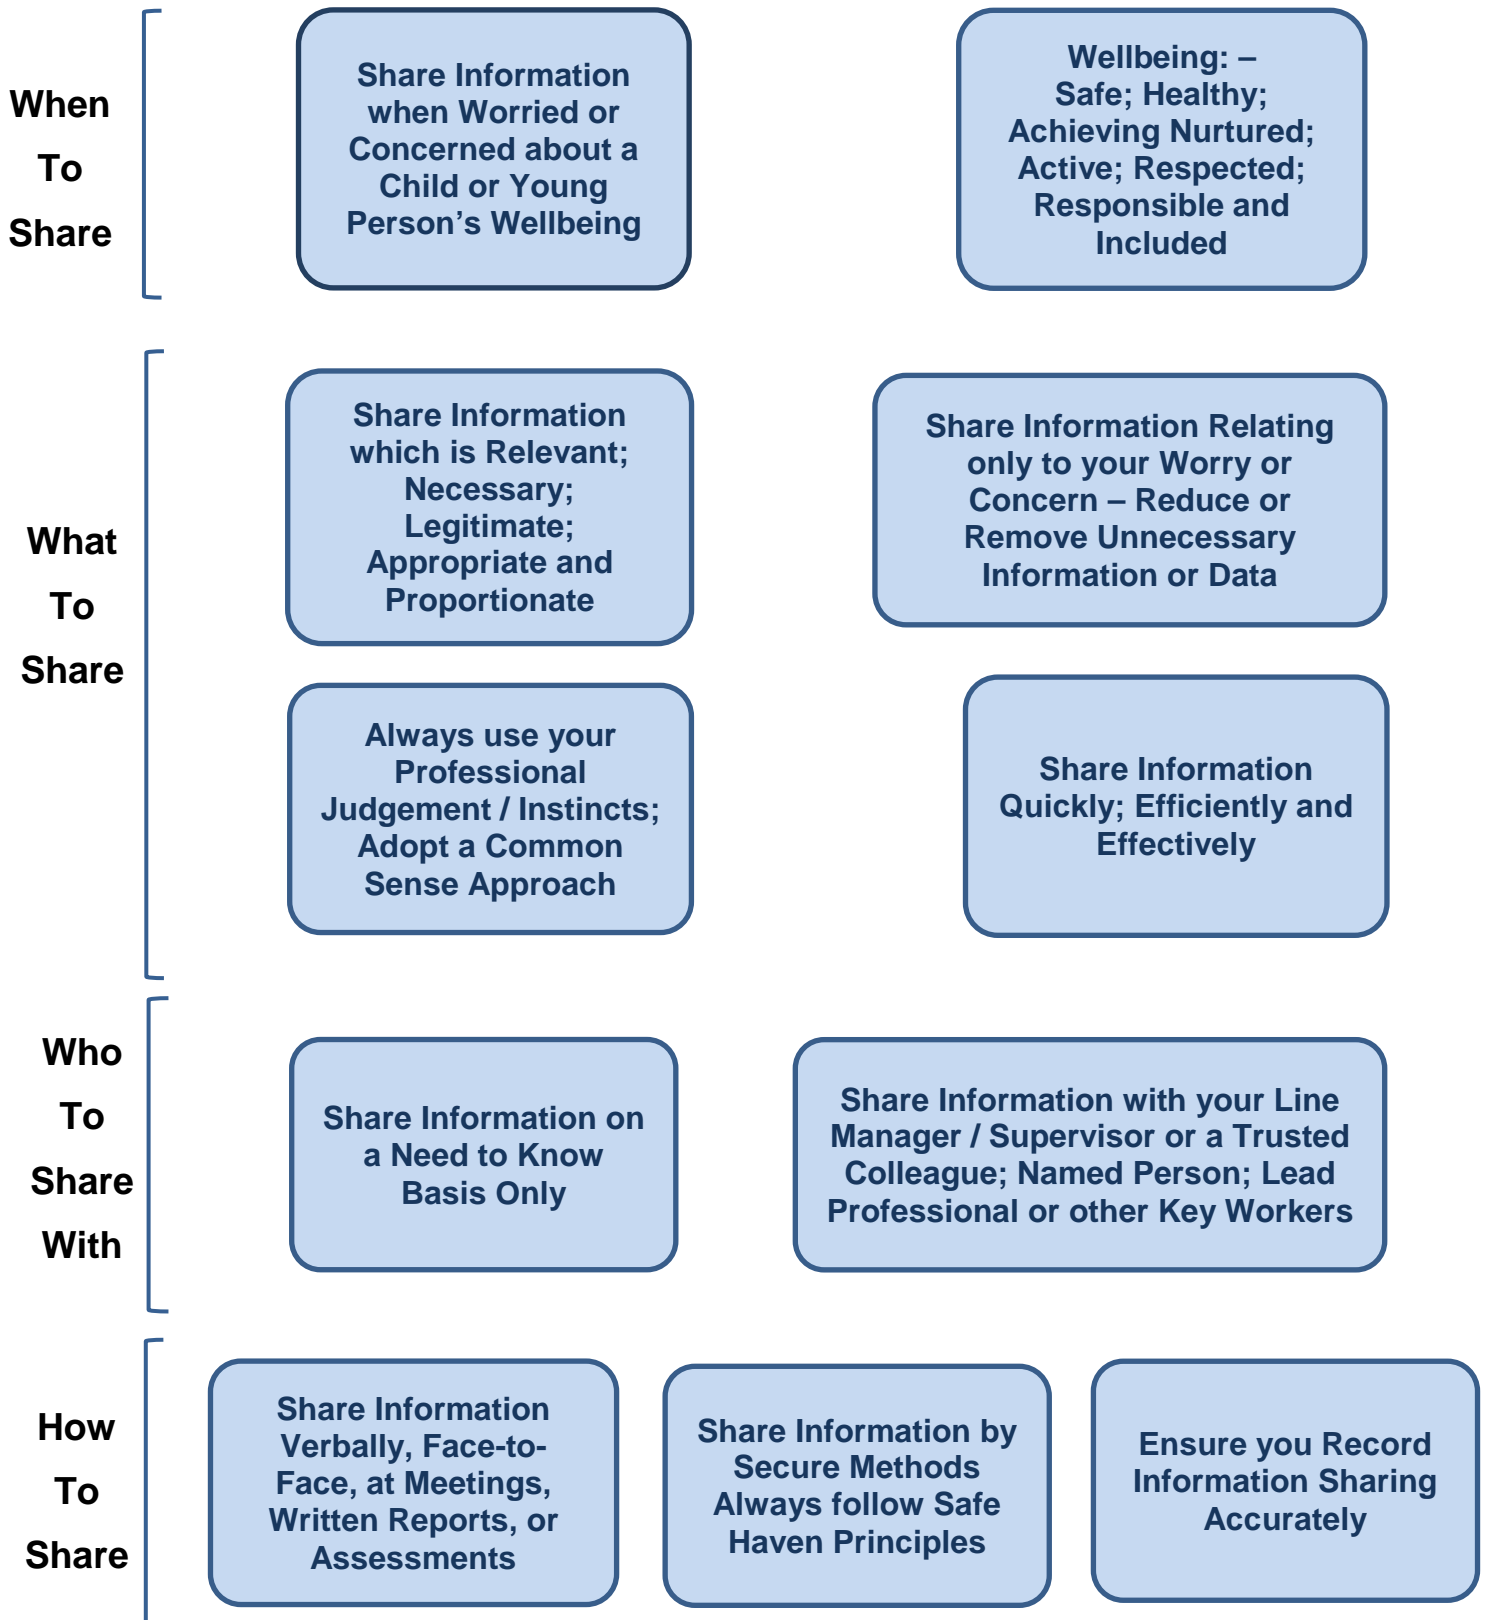 When
To
Share
Share Information
when Worried or
Concerned about a
Child or Young
Person’s Wellbeing
Wellbeing: –
Safe; Healthy;
Achieving Nurtured;
Active; Respected;
Responsible and
Included
What
To
Share
Share Information
which is Relevant;
Necessary;
Legitimate;
Appropriate and
Proportionate
Share Information Relating
only to your Worry or
Concern – Reduce or
Remove Unnecessary
Information or Data
Always use your
Professional
Judgement / Instincts;
Adopt a Common
Sense Approach
Share Information
Quickly; Efficiently and
Effectively
Who
To
Share
With
Share Information on
a Need to Know
Basis Only
Share Information with your Line
Manager / Supervisor or a Trusted
Colleague; Named Person; Lead
Professional or other Key Workers
How
To
Share
Share Information
Verbally, Face-to-
Face, at Meetings,
Written Reports, or
Assessments
Share Information by
Secure Methods
Always follow Safe
Haven Principles
Ensure you Record
Information Sharing
Accurately